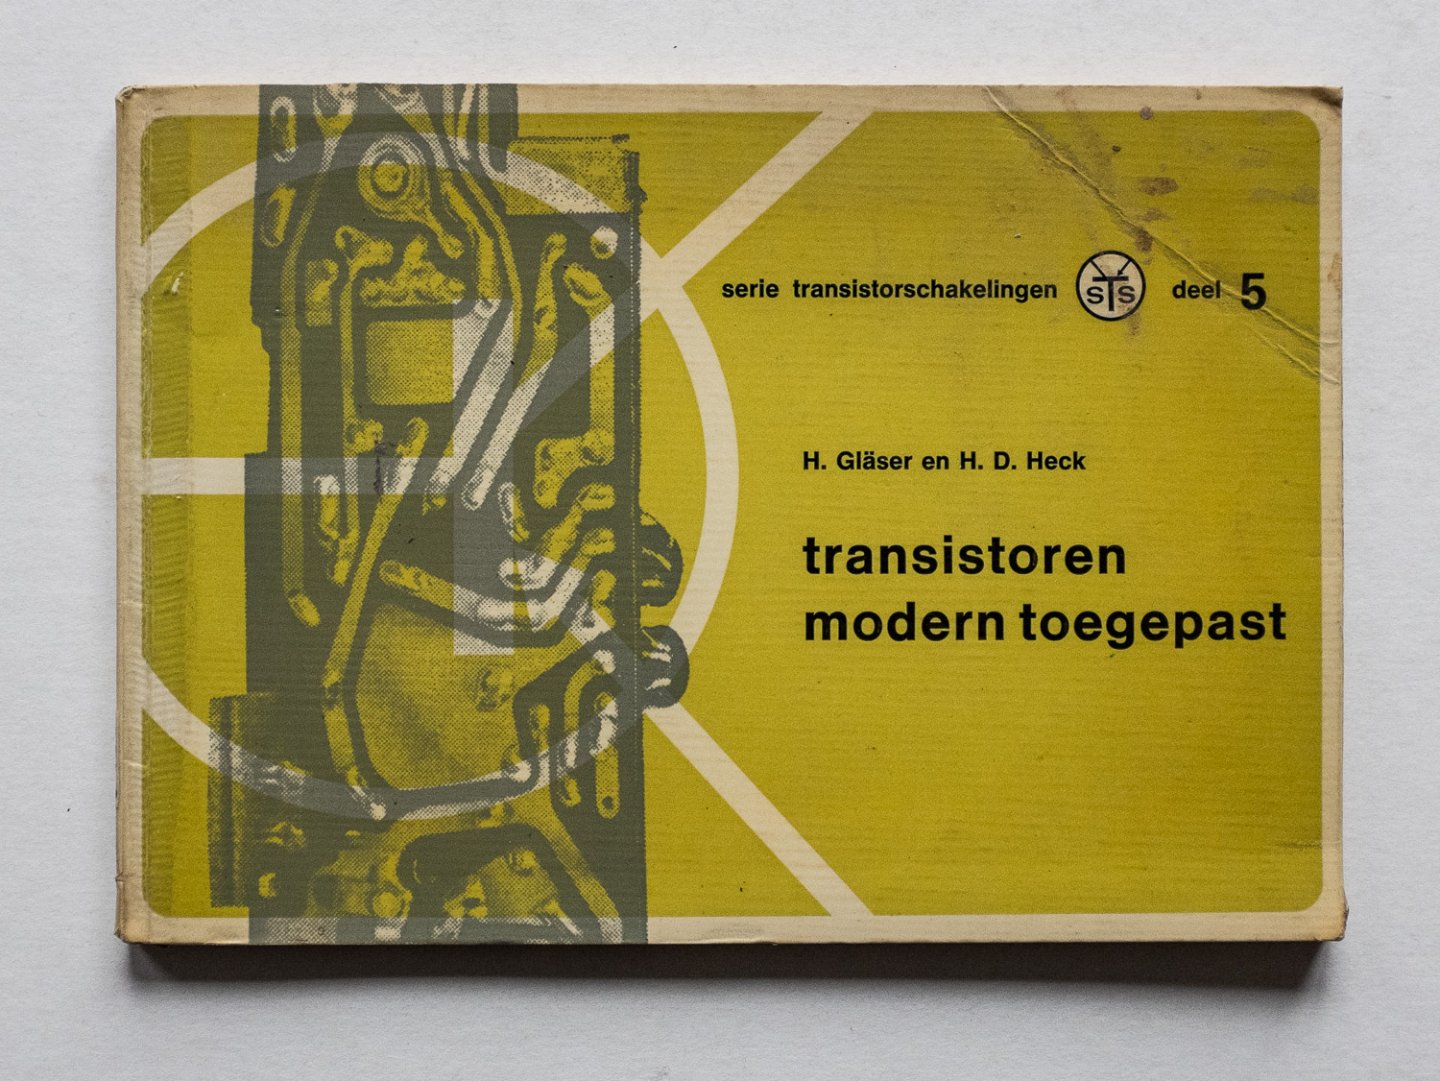 serie transistorschakelingen STS deel 5
H. Gläser en H. D. Heck
transistoren
modern toegepast